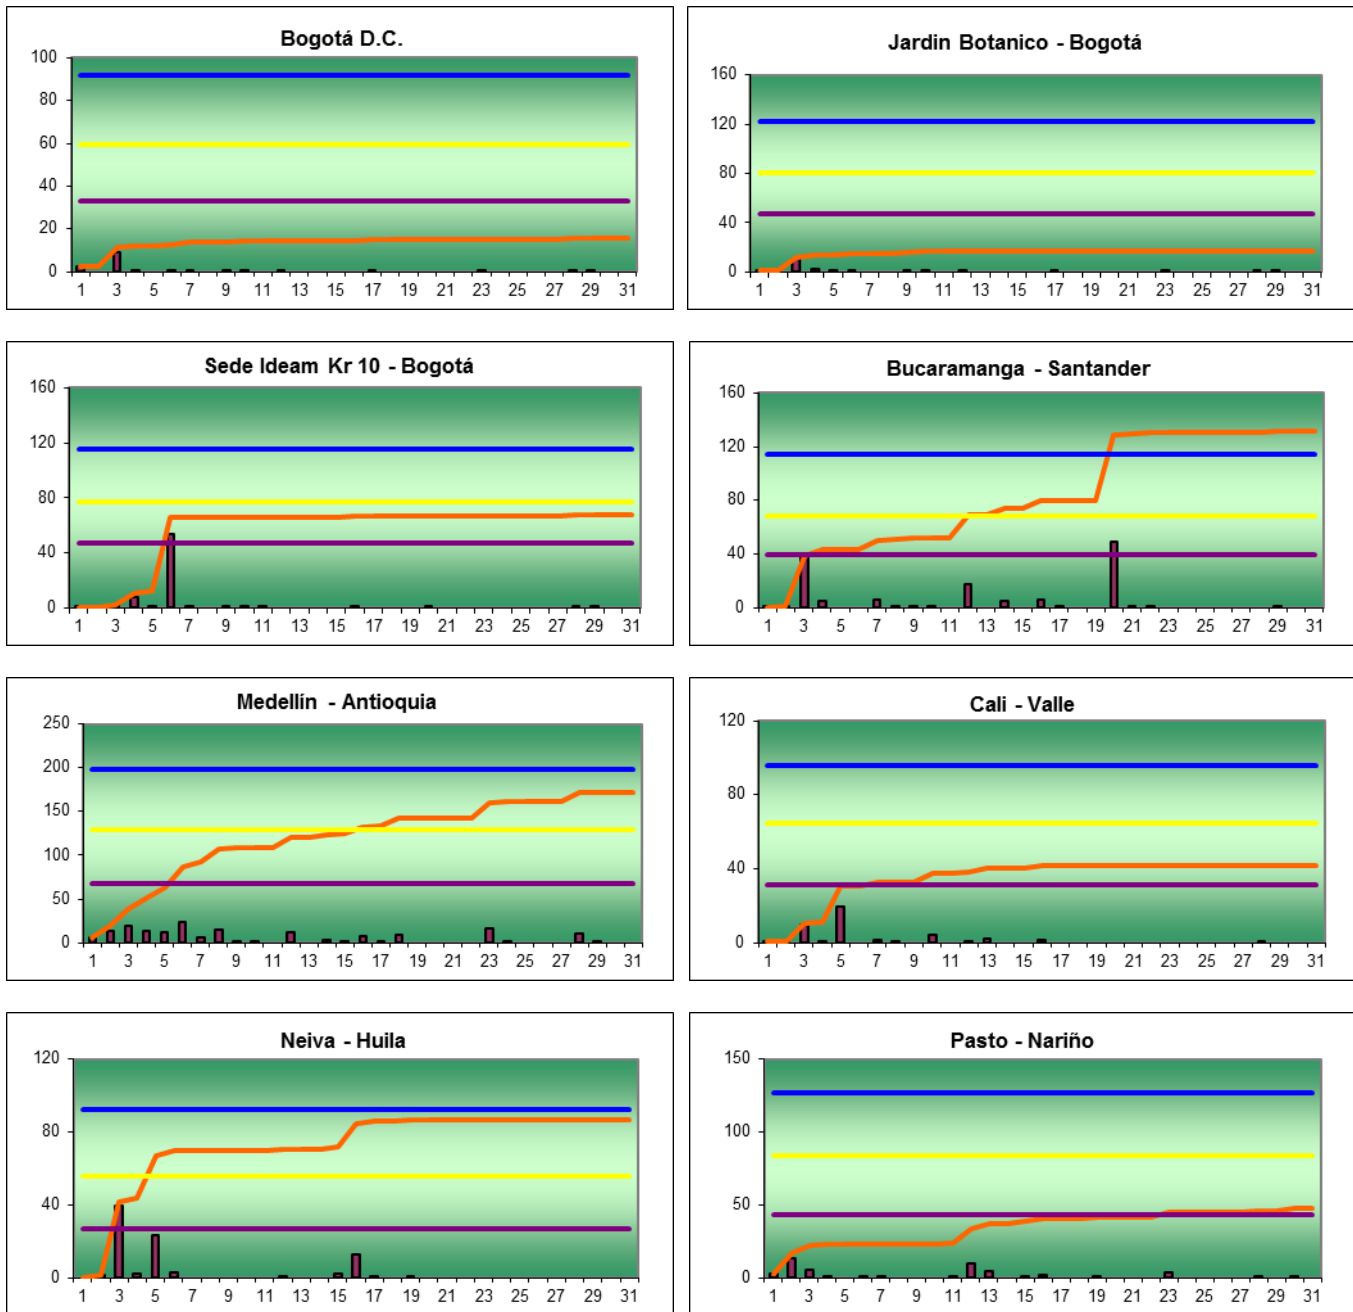 Bogotá D.C.
100
80
60
40
20
0
1 3 5 7 9 11 13 15 17 19 21 23 25 27 29 31
Jardin Botanico - Bogotá
160
120
80
40
0
1 3 5 7 9 11 13 15 17 19 21 23 25 27 29 31
Sede Ideam Kr 10 - Bogotá
160
120
80
40
0
1 3 5 7 9 11 13 15 17 19 21 23 25 27 29 31
Bucaramanga - Santander
160
120
80
40
0
1 3 5 7 9 11 13 15 17 19 21 23 25 27 29 31
Medellín - Antioquia
250
200
150
100
50
0
1 3 5 7 9 11 13 15 17 19 21 23 25 27 29 31
Cali - Valle
120
80
40
0
1 3 5 7 9 11 13 15 17 19 21 23 25 27 29 31
Neiva - Huila
120
80
40
0
1 3 5 7 9 11 13 15 17 19 21 23 25 27 29 31
Pasto - Nariño
150
100
50
0
1 3 5 7 9 11 13 15 17 19 21 23 25 27 29 31